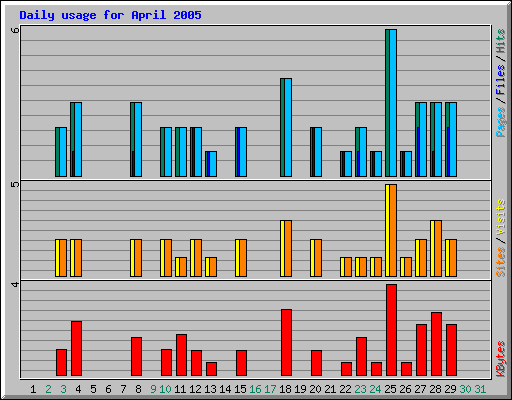 Daily usage for April 2005
6
Pages / Files / Hits
5
Sites / Visits
4
KBytes
1 2 3 4 5 6 7 8 9 10 11 12 13 14 15 16 17 18 19 20 21 22 23 24 25 26 27 28 29 30 31